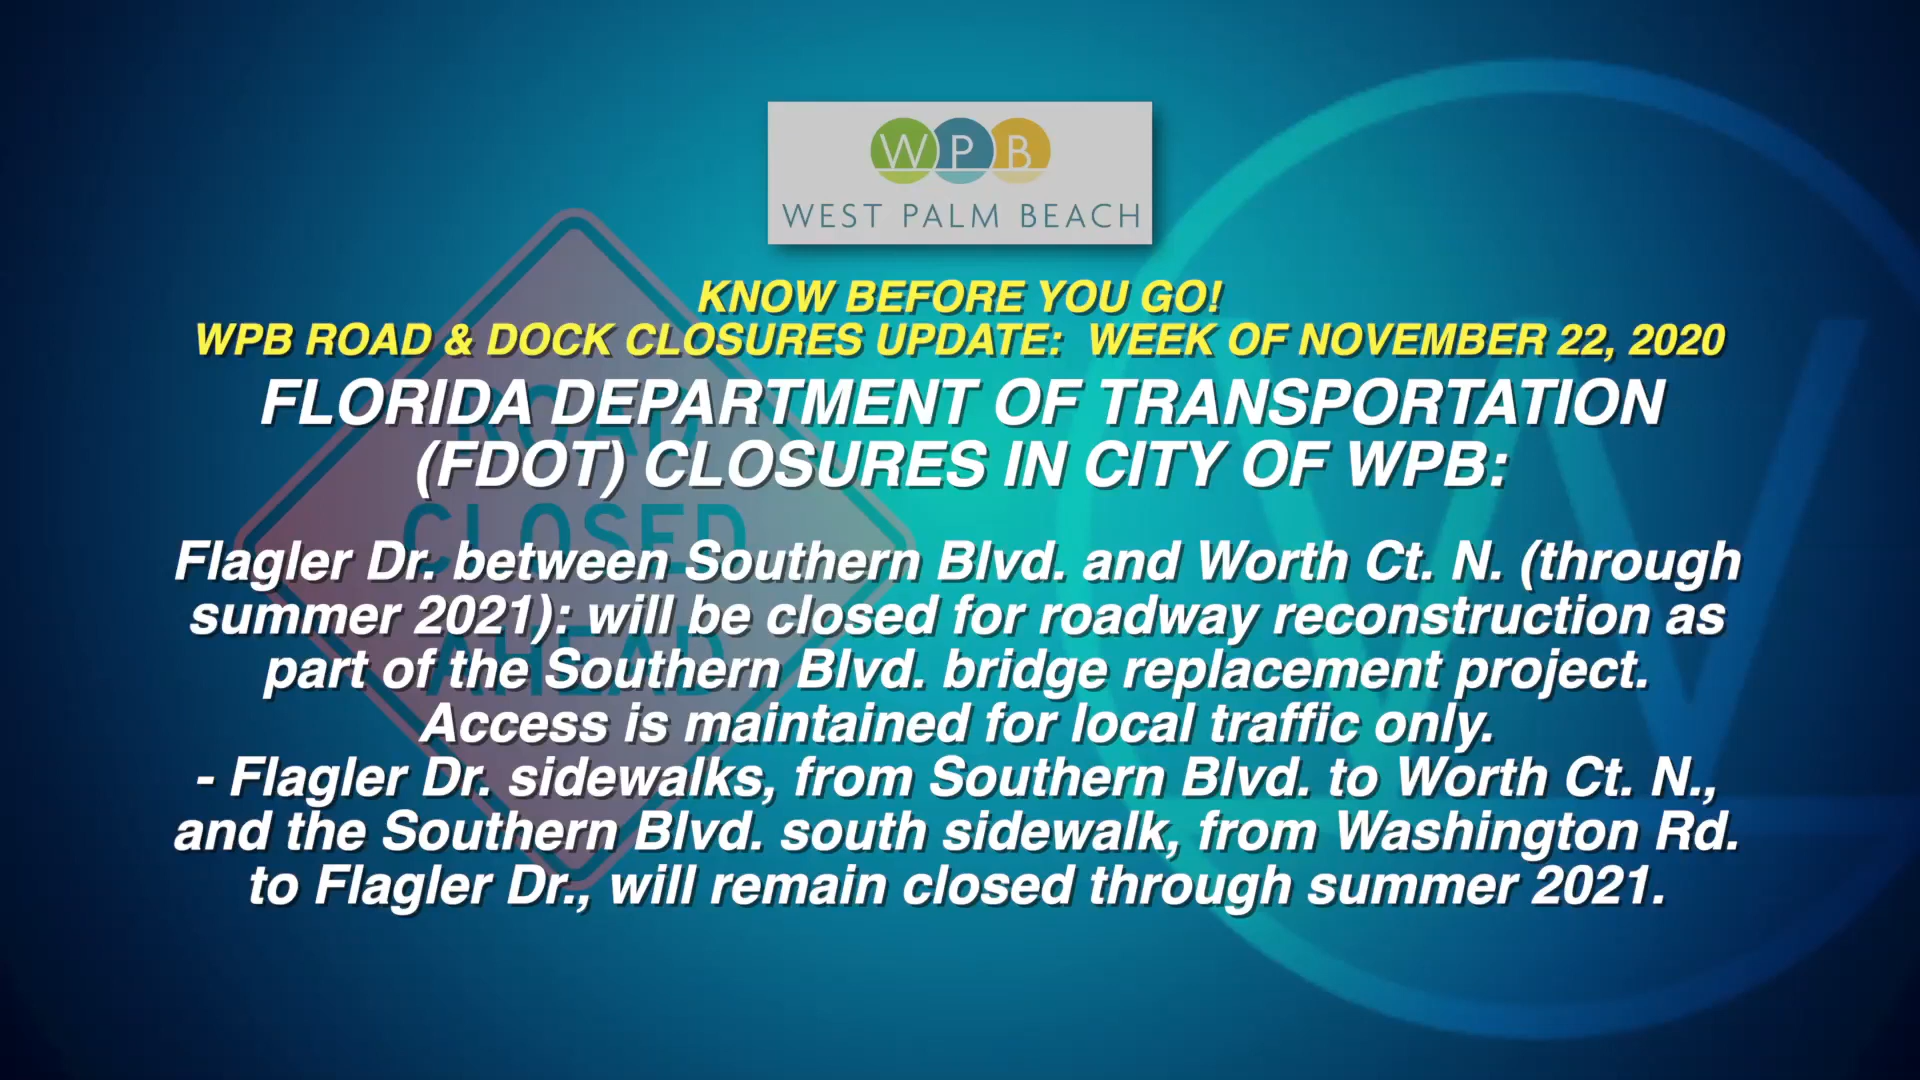 WPB
WEST PALM BEACH
KNOW BEFORE YOU GO!
WPB ROAD & DOCK CLOSURES UPDATE: WEEK OF NOVEMBER 22, 2020
FLORIDA DEPARTMENT OF TRANSPORTATION
(FDOT) CLOSURES IN CITY OF WPB:
Flagler Dr. between Southern Blvd. and Worth Ct. N. (through
summer 2021): will be closed for roadway reconstruction as
part of the Southern Blvd. bridge replacement project.
Access is maintained for local traffic only.
- Flagler Dr. sidewalks, from Southern Blvd. to Worth Ct. N.,
and the Southern Blvd. south sidewalk, from Washington Rd.
to Flagler Dr., will remain closed through summer 2021.
ROAD
CLOSED
AHEAD
W